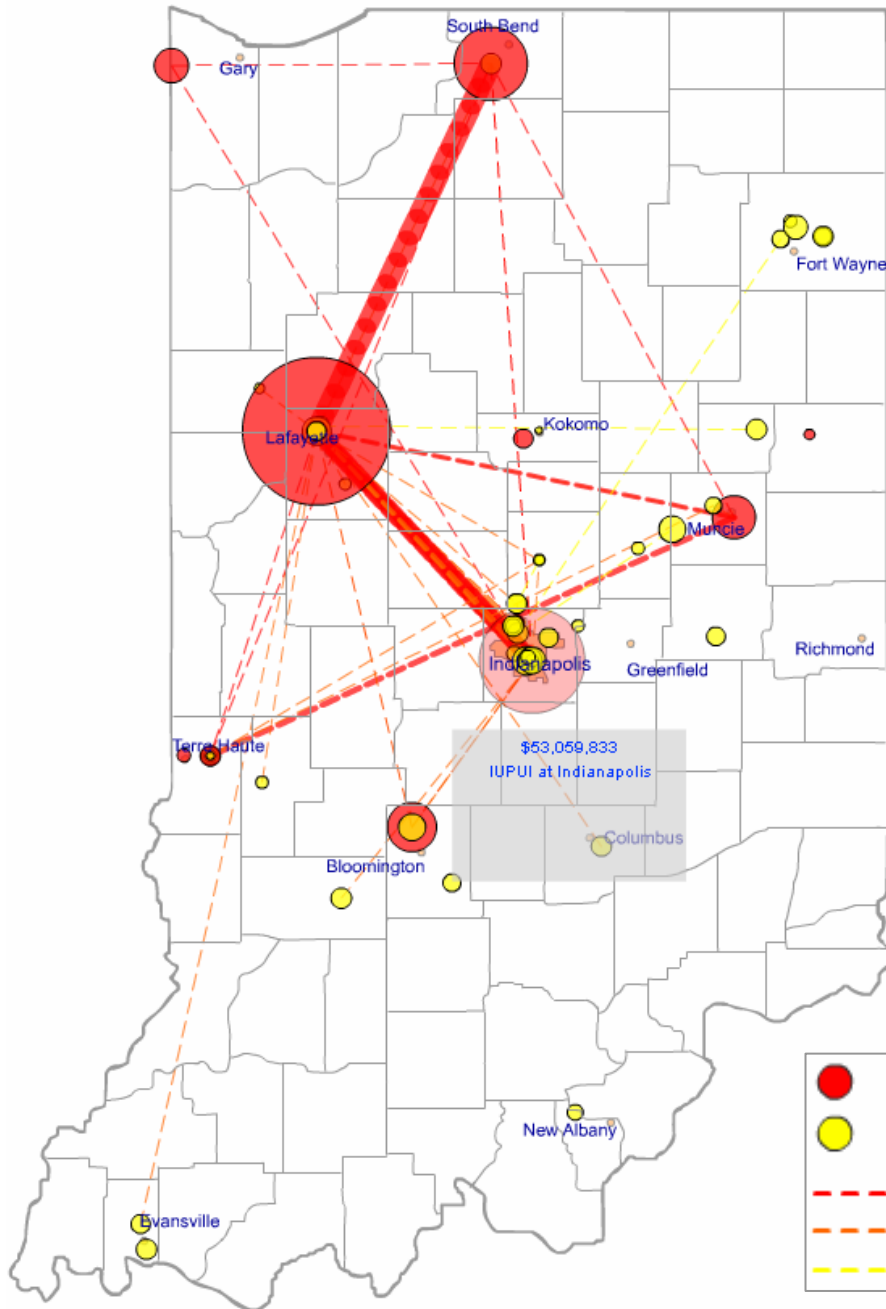 South Bend
Gary
Fort Wayne
Kokomo
Lafayette
Muncie
Indianapolis
Greenfield
Richmond
Terre Haute
$53,059,833
IUPUI at Indianapolis
Columbus
Bloomington
New Albany
Evansville